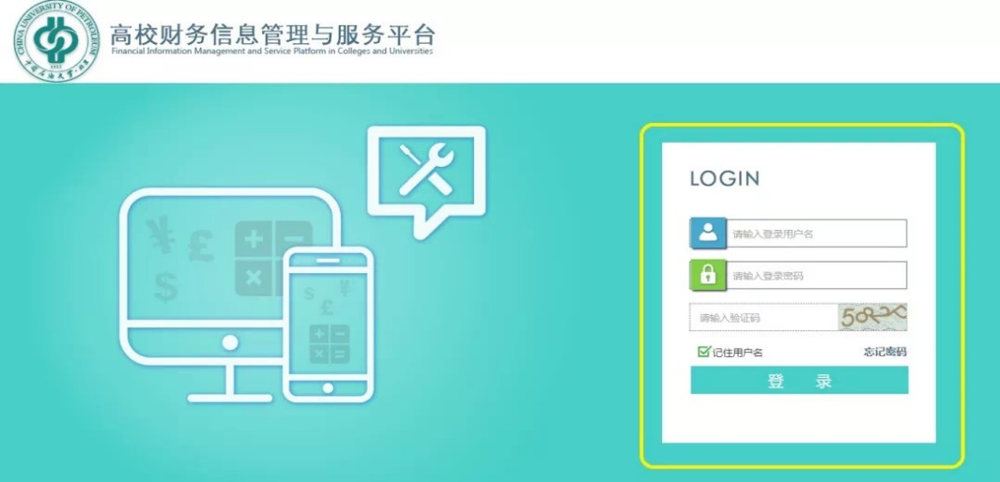 CHINA UNIVERSITY OF PETROLEUM
1953
中国石油大学·北京
高校财务信息管理与服务平台
Financial Information Management and Service Platform in Colleges and Universities
LOGIN
请输入登录用户名
请输入登录密码
请输入验证码
记住用户名
忘记密码
登 录
¥ £ $
S ¥ £